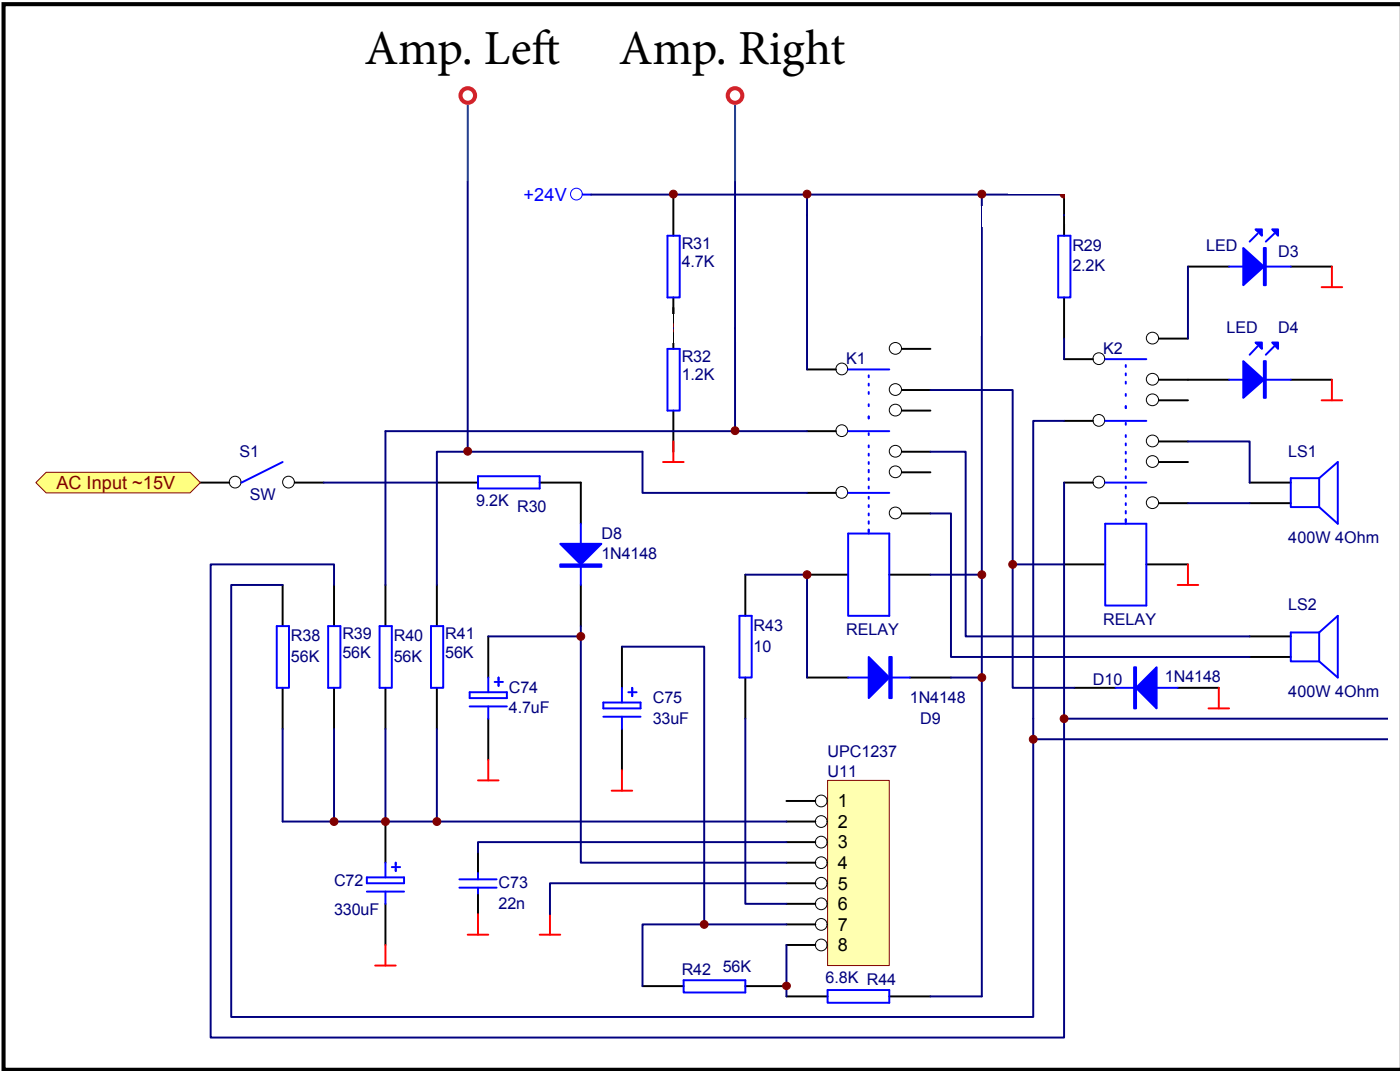 Amp. Left
Amp. Right
+24V
R31
4.7K
R29
2.2K
LED
D3
LED
D4
R32
1.2K
K1
K2
S1
AC Input ~15V
SW
9.2K
R30
LS1
400W 4Ohm
D8
1N4148
RELAY
RELAY
LS2
400W 4Ohm
R38
56K
R39
56K
R40
56K
R41
56K
R43
10
+
C74
4.7uF
+
C75
33uF
1N4148
D9
D10
1N4148
UPC1237
U11
1
2
3
4
5
6
7
8
+
C72
330uF
C73
22n
R42
56K
6.8K
R44